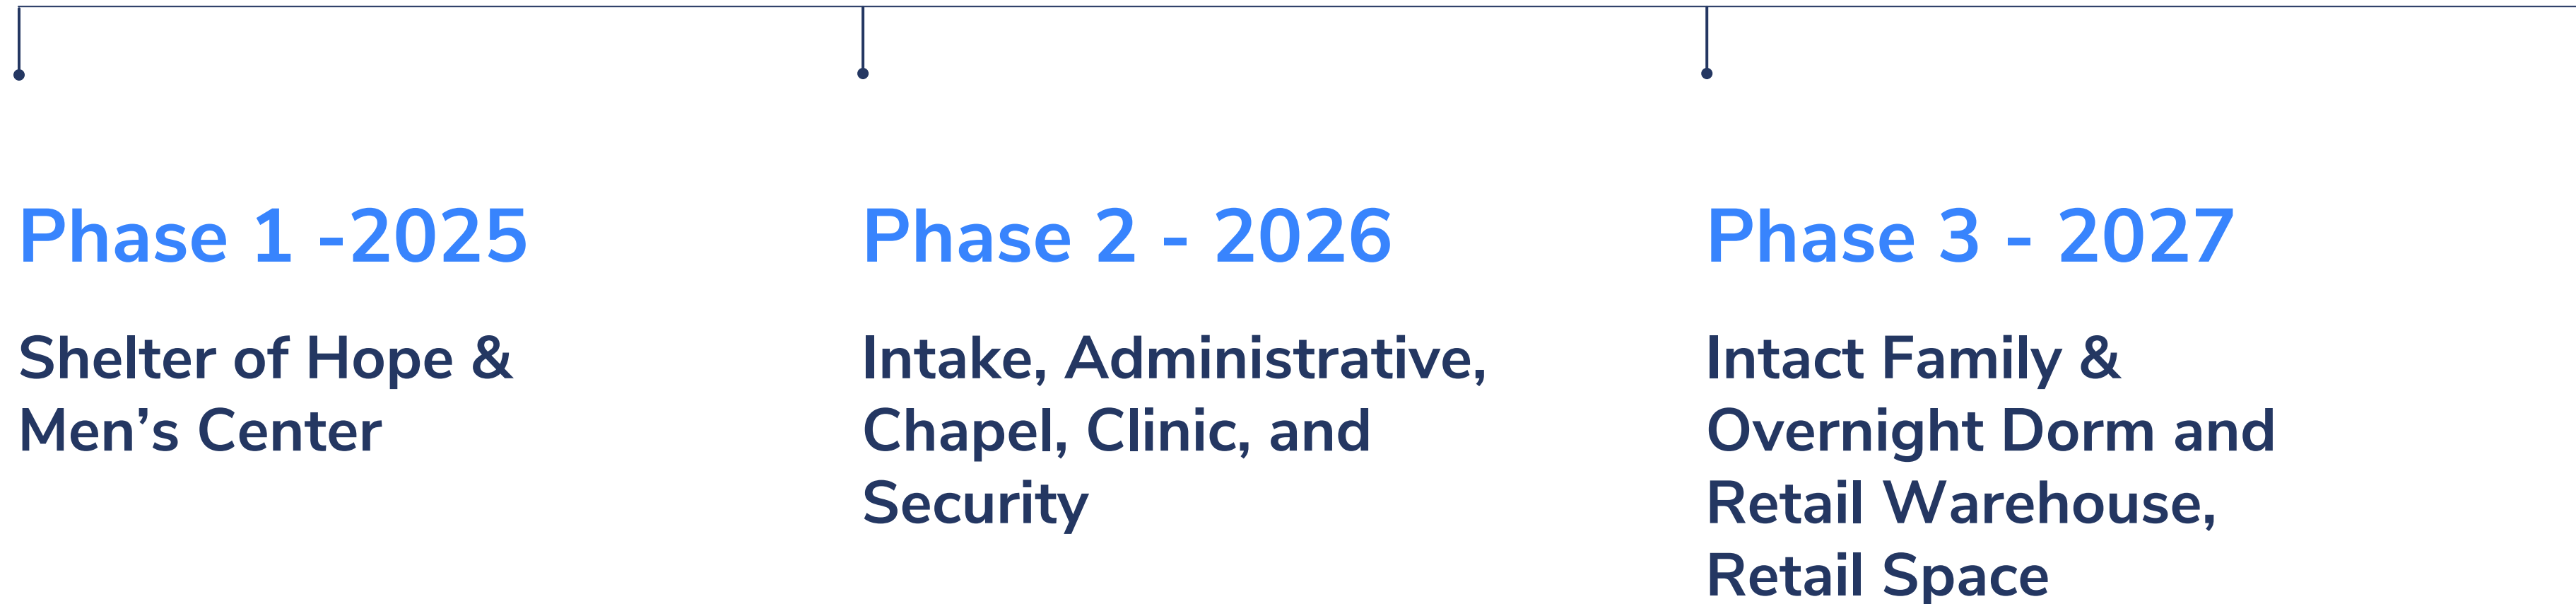 Phase 1 -2025
Shelter of Hope &
Men’s Center
Phase 2 - 2026
Intake, Administrative,
Chapel, Clinic, and
Security
Phase 3 - 2027
Intact Family &
Overnight Dorm and
Retail Warehouse,
Retail Space